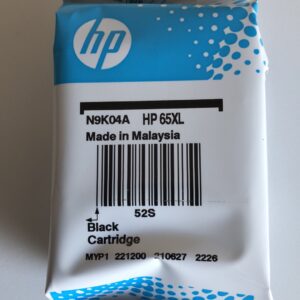 hp
N9K04A HP 65XL
Made in Malaysia
52S
Black
Cartridge
MYP1 221200 210627 2226